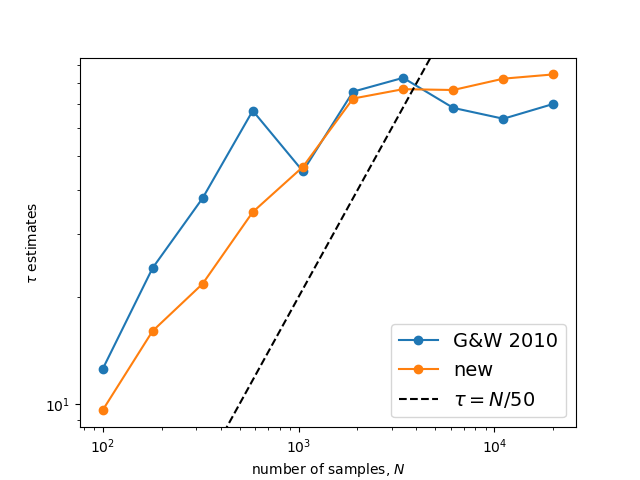 τ estimates
10¹
10² 10³ 10⁴
number of samples, N
G&W 2010
new
τ = N/50